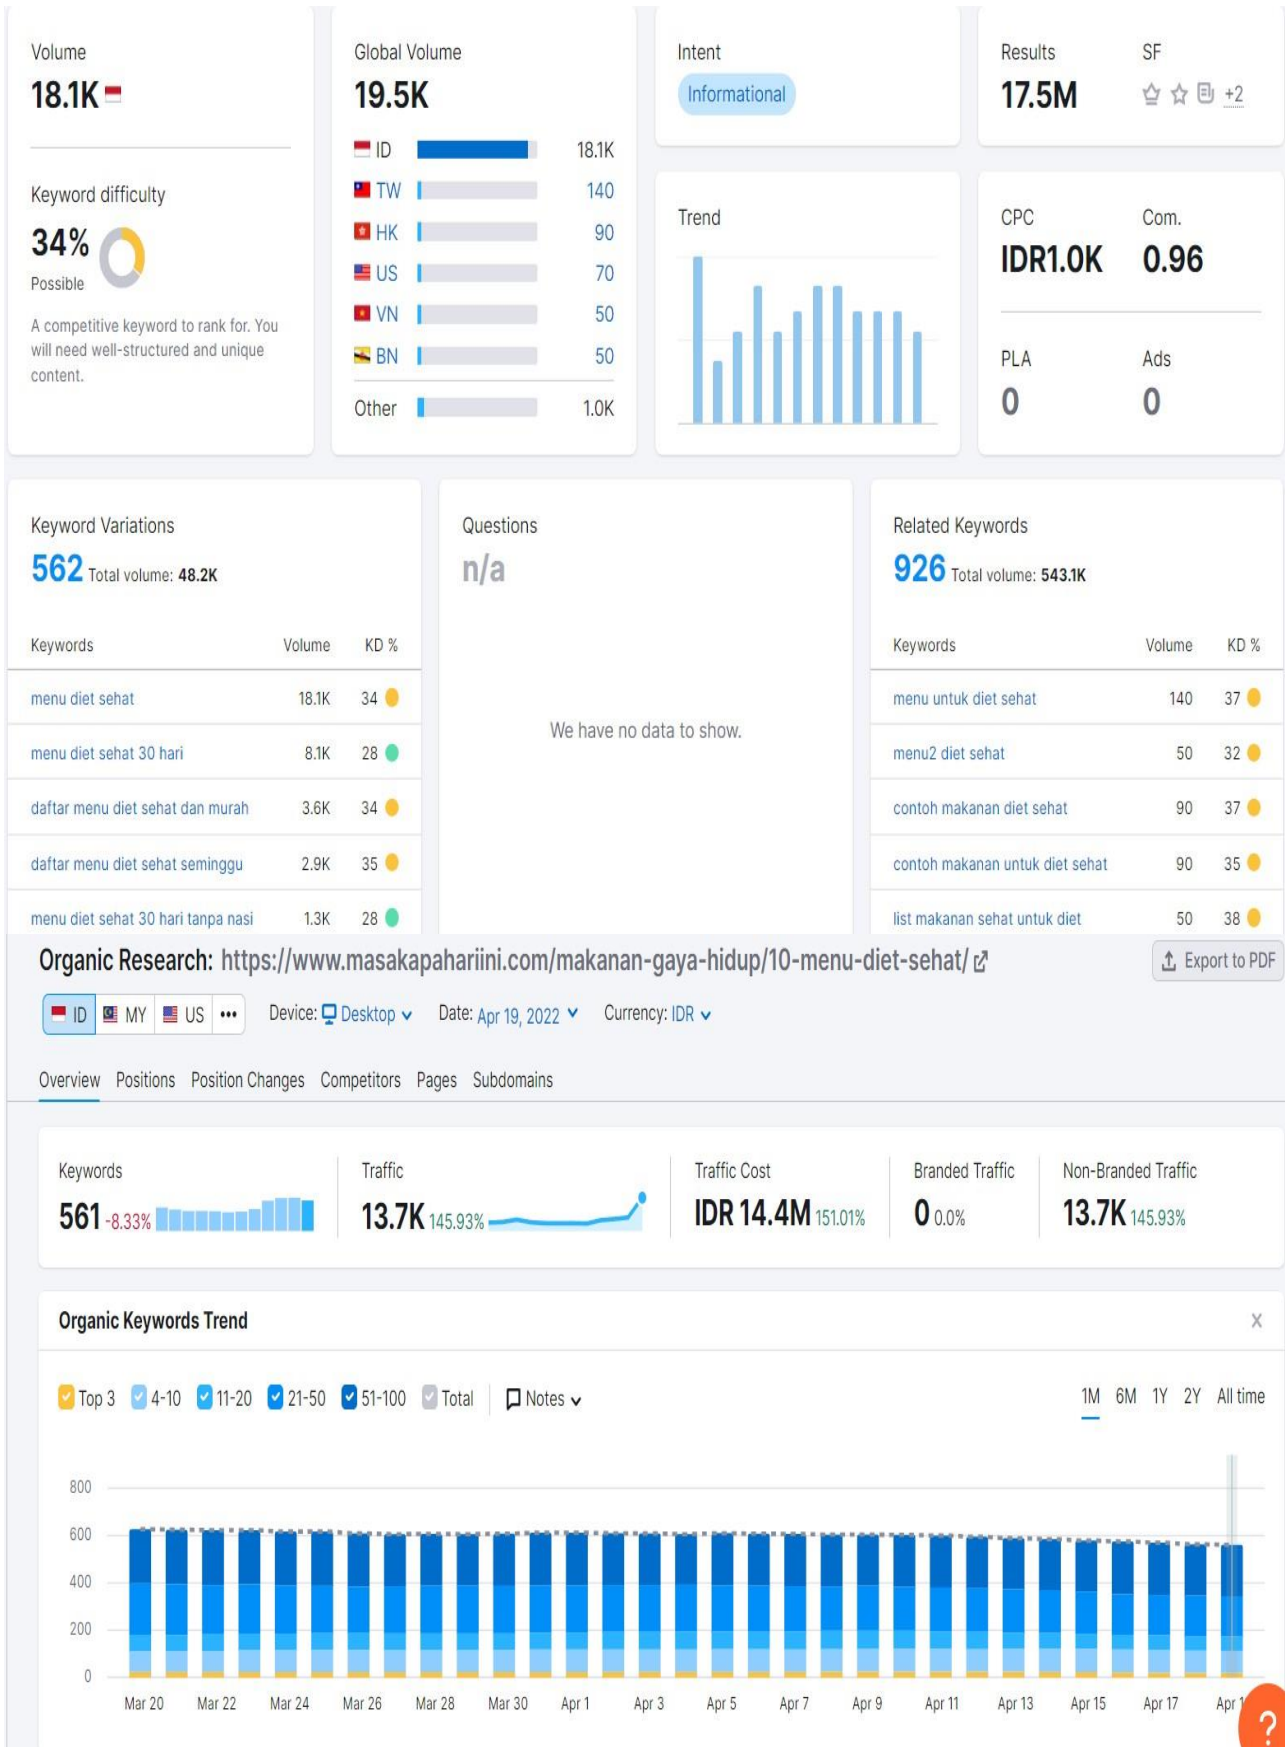 Volume
18.1K
Keyword difficulty
34%
Possible
A competitive keyword to rank for. You
will need well-structured and unique
content.
Global Volume
19.5K
ID 18.1K
TW 140
HK 90
US 70
VN 50
BN 50
Other 1.0K
Intent
Informational
Trend
Results SF
17.5M +2
CPC Com.
IDR1.0K 0.96
PLA Ads
0 0
Keyword Variations
562 Total volume: 48.2K
Keywords Volume KD %
menu diet sehat 18.1K 34
menu diet sehat 30 hari 8.1K 28
daftar menu diet sehat dan murah 3.6K 34
daftar menu diet sehat seminggu 2.9K 35
menu diet sehat 30 hari tanpa nasi 1.3K 28
Questions
n/a
We have no data to show.
Related Keywords
926 Total volume: 543.1K
Keywords Volume KD %
menu untuk diet sehat 140 37
menu2 diet sehat 50 32
contoh makanan diet sehat 90 37
contoh makanan untuk diet sehat 90 35
list makanan sehat untuk diet 50 38
Organic Research: https://www.masakapahariini.com/makanan-gaya-hidup/10-menu-diet-sehat/ Export to PDF
ID MY US ••• Device: Desktop Date: Apr 19, 2022 Currency: IDR
Overview Positions Position Changes Competitors Pages Subdomains
Keywords
561 -8.33%
Traffic
13.7K 145.93%
Traffic Cost
IDR 14.4M 151.01%
Branded Traffic
0 0.0%
Non-Branded Traffic
13.7K 145.93%
Organic Keywords Trend x
Top 3 4-10 11-20 21-50 51-100 Total Notes 1M 6M 1Y 2Y All time
800
600
400
200
0
Mar 20 Mar 22 Mar 24 Mar 26 Mar 28 Mar 30 Apr 1 Apr 3 Apr 5 Apr 7 Apr 9 Apr 11 Apr 13 Apr 15 Apr 17 Apr
?